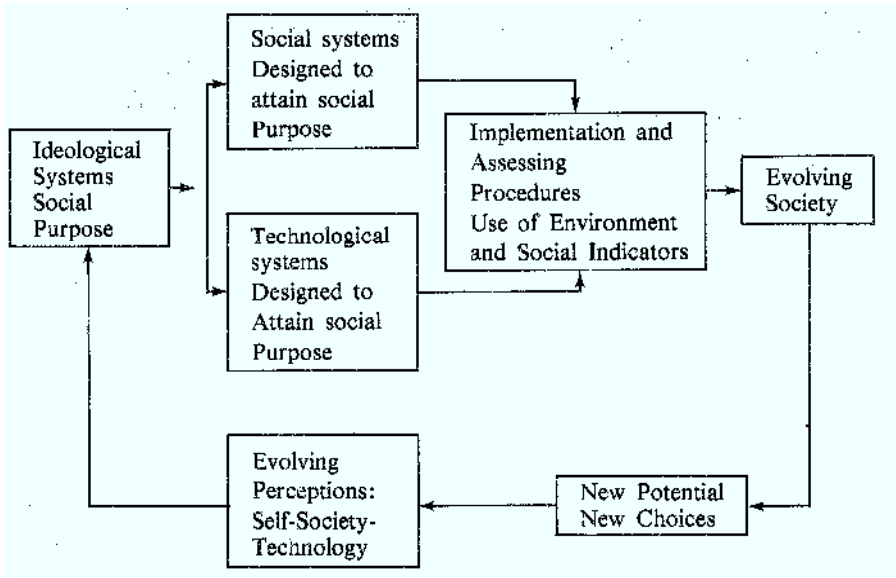 Social systems
Designed to
attain social
Purpose
Ideological
Systems
Social
Purpose
Implementation and
Assessing
Procedures
Use of Environment
and Social Indicators
Evolving
Society
Technological
systems
Designed to
Attain social
Purpose
Evolving
Perceptions:
Self-Society-
Technology
New Potential
New Choices